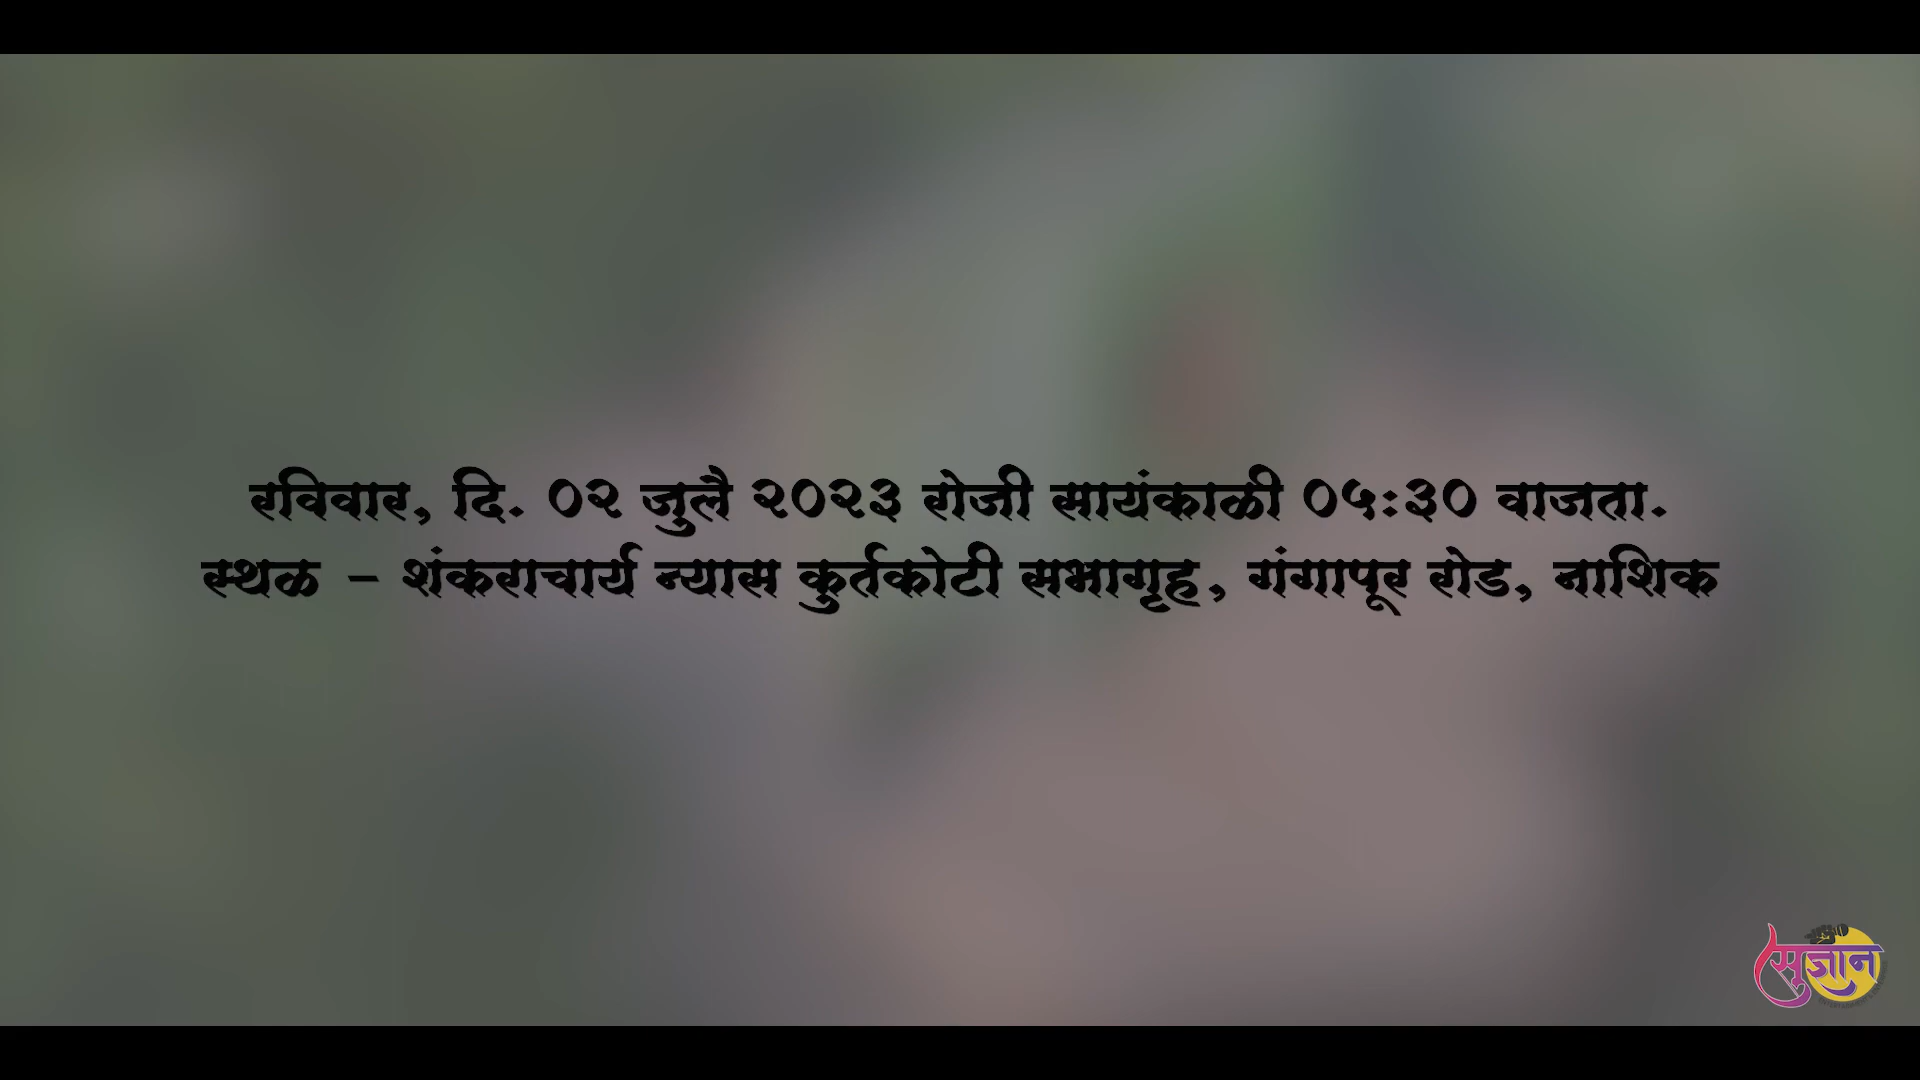 रविवार, दि. ०२ जुलै २०२३ रोजी सायंकाळी ०५:३० वाजता.
स्थळ - शंकराचार्य न्यास कुर्तकोटी सभागृह, गंगापूर रोड, नाशिक
सुजान